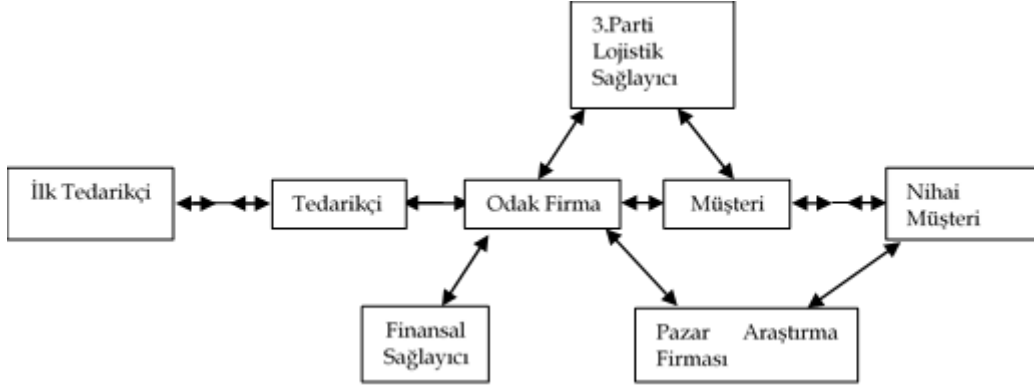 3.Parti
Lojistik
Sağlayıcı
İlk Tedarikçi
Tedarikçi
Odak Firma
Müşteri
Nihai
Müşteri
Finansal
Sağlayıcı
Pazar Araştırma
Firması